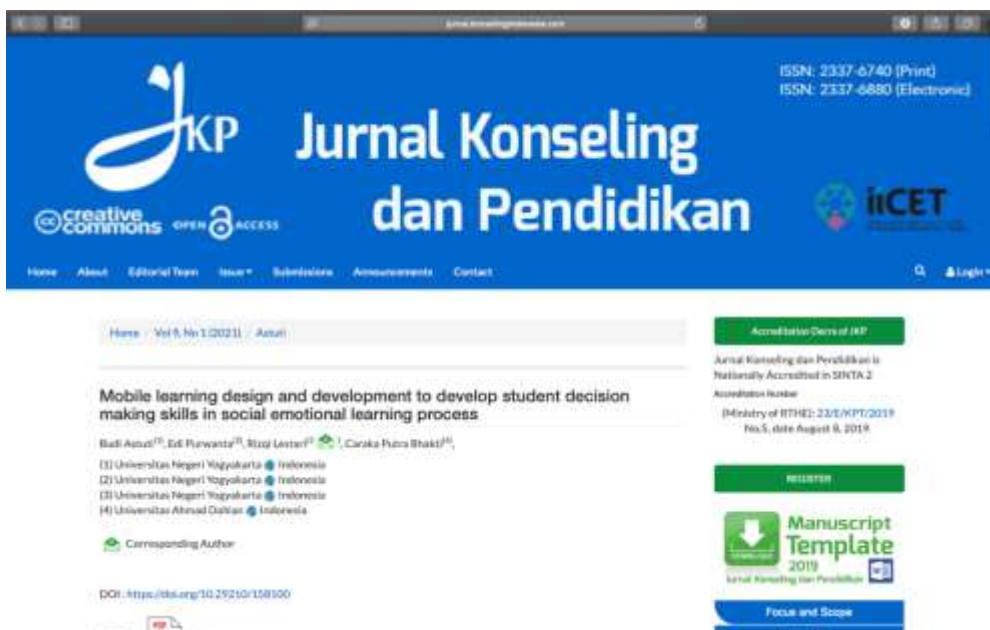 ISSN: 2337-6740 (Print)
ISSN: 2337-6880 (Electronic)
JKP
Jurnal Konseling
dan Pendidikan
cc creative commons OPEN ACCESS
iiCET
Home About Editorial Team Issue Submissions Announcements Contact
Login
Home / Vol 9, No 1 (2021) / Astuti
Mobile learning design and development to develop student decision
making skills in social emotional learning process
Budi Astuti(1), Edi Purwanta(2), Rizqi Lestari(3), Caraka Putra Bhakti(4),
(1) Universitas Negeri Yogyakarta Indonesia
(2) Universitas Negeri Yogyakarta Indonesia
(3) Universitas Negeri Yogyakarta Indonesia
(4) Universitas Ahmad Dahlan Indonesia
Corresponding Author
DOI: https://doi.org/10.29210/158100
PDF
of JKP
Jurnal Konseling dan Pendidikan is
Nationally Accredited in SINTA 2
Accreditation Number
(Ministry of RTHE): 23/E/KPT/2019
No.5, date August 8, 2019.
REGISTER
Manuscript
Template
2019
Jurnal Konseling dan Pendidikan
DOWNLOAD
Focus and Scope